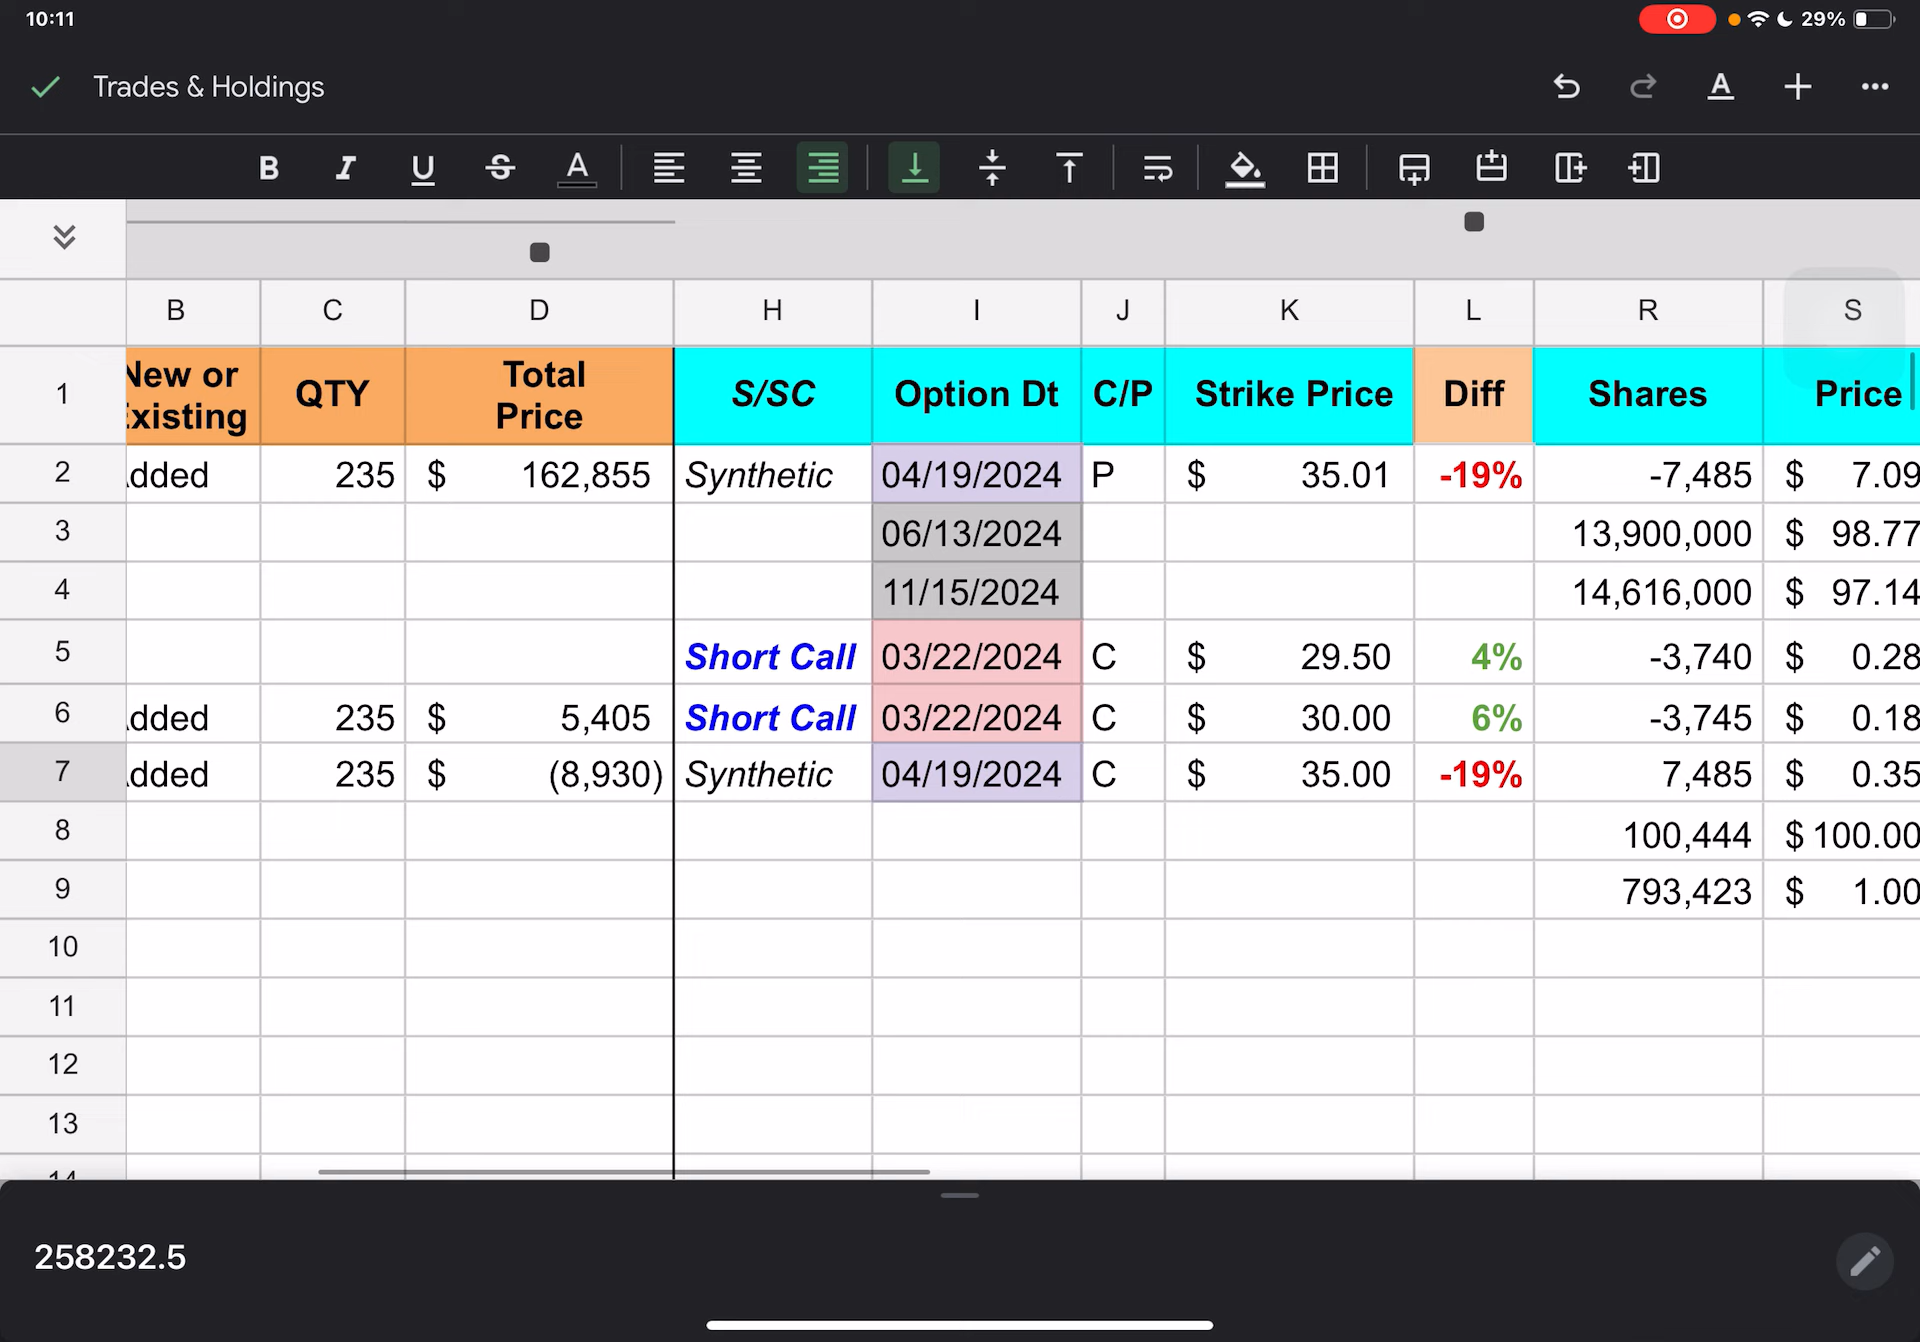 10:11
29%
Trades & Holdings
B I U S A A
B C D H I J K L R S
1 New or Existing QTY Total Price S/SC Option Dt C/P Strike Price Diff Shares Price
2 dded 235 $ 162,855 Synthetic 04/19/2024 P $ 35.01 -19% -7,485 $ 7.09
3 06/13/2024 13,900,000 $ 98.77
4 11/15/2024 14,616,000 $ 97.14
5 Short Call 03/22/2024 C $ 29.50 4% -3,740 $ 0.28
6 dded 235 $ 5,405 Short Call 03/22/2024 C $ 30.00 6% -3,745 $ 0.18
7 dded 235 $ (8,930) Synthetic 04/19/2024 C $ 35.00 -19% 7,485 $ 0.35
8 100,444 $ 100.00
9 793,423 $ 1.00
10
11
12
13
14
258232.5